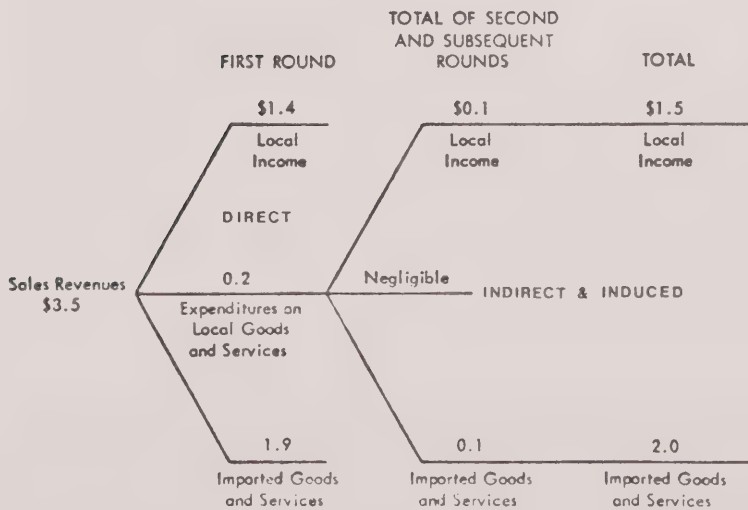 TOTAL OF SECOND
AND SUBSEQUENT
FIRST ROUND ROUNDS TOTAL
$1.4 $0.1 $1.5
Local Local Local
Income Income Income
DIRECT
Sales Revenues
$3.5
0.2 Negligible
INDIRECT & INDUCED
Expenditures on
Local Goods
and Services
1.9 0.1 2.0
Imported Goods Imported Goods Imported Goods
and Services and Services and Services